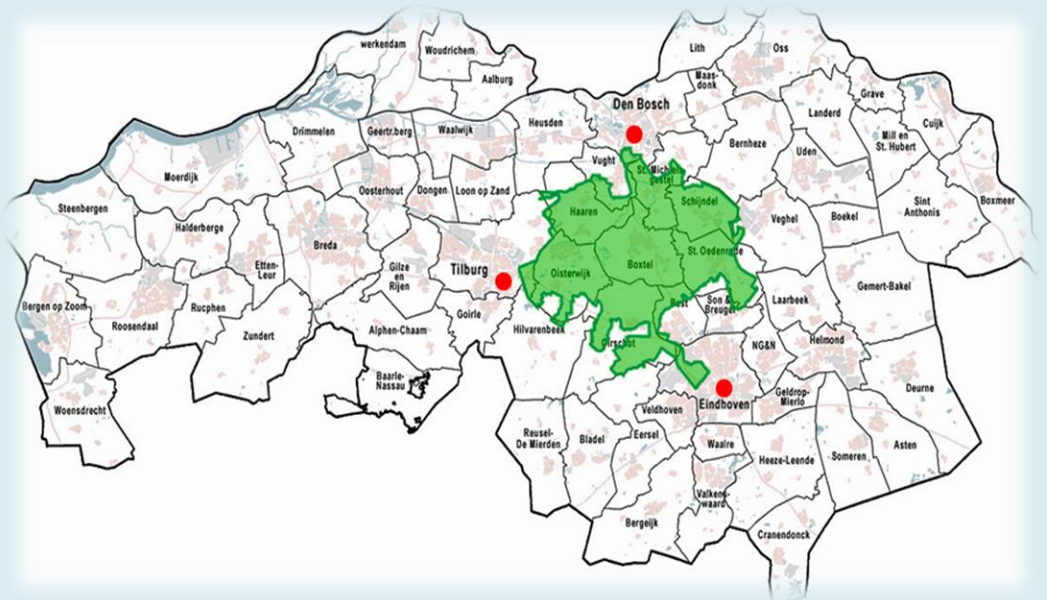 werkendam
Woudrichem
Aalburg
Lith
Oss
Maas-
donk
Den Bosch
Grave
Landerd
Cuijk
Heusden
Drimmelen
Geertr.berg
Waalwijk
Bernheze
Uden
Mill en
St. Hubert
Vught
St. Michiels
gestel
Moerdijk
Oosterhout
Dongen
Loon op Zand
Steenbergen
Haaren
Schijndel
Veghel
Boekel
Sint
Anthonis
Boxmeer
Halderberge
Breda
Etten-
Leur
Gilze
en
Rijen
Tilburg
Oisterwijk
Boxtel
St. Oedenrode
Gemert-Bakel
Bergen op Zoom
Rucphen
Roosendaal
Goirle
Hilvarenbeek
Best
Son &
Breugel
Laarbeek
Zundert
Alphen-Chaam
Oirschot
NG&N
Helmond
Baarle-
Nassau
Woensdrecht
Eindhoven
Geldrop-
Mierlo
Deurne
Veldhoven
Reusel-
De Mierden
Bladel
Eersel
Waalre
Heeze-Leende
Someren
Asten
Valkens-
waard
Bergeijk
Cranendonck